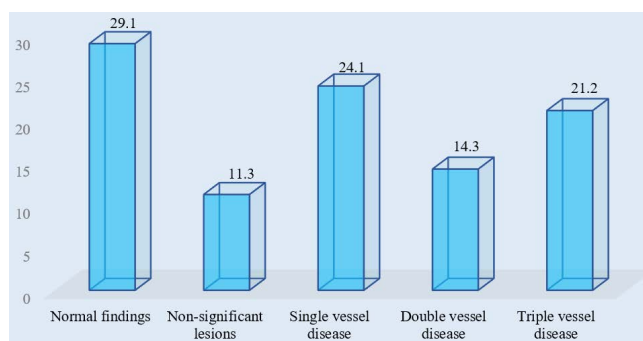 29.1
30
24.1
25
21.2
20
14.3
15
11.3
10
5
0
Normal findings
Non-significant
lesions
Single vessel
disease
Double vessel
disease
Triple vessel
disease